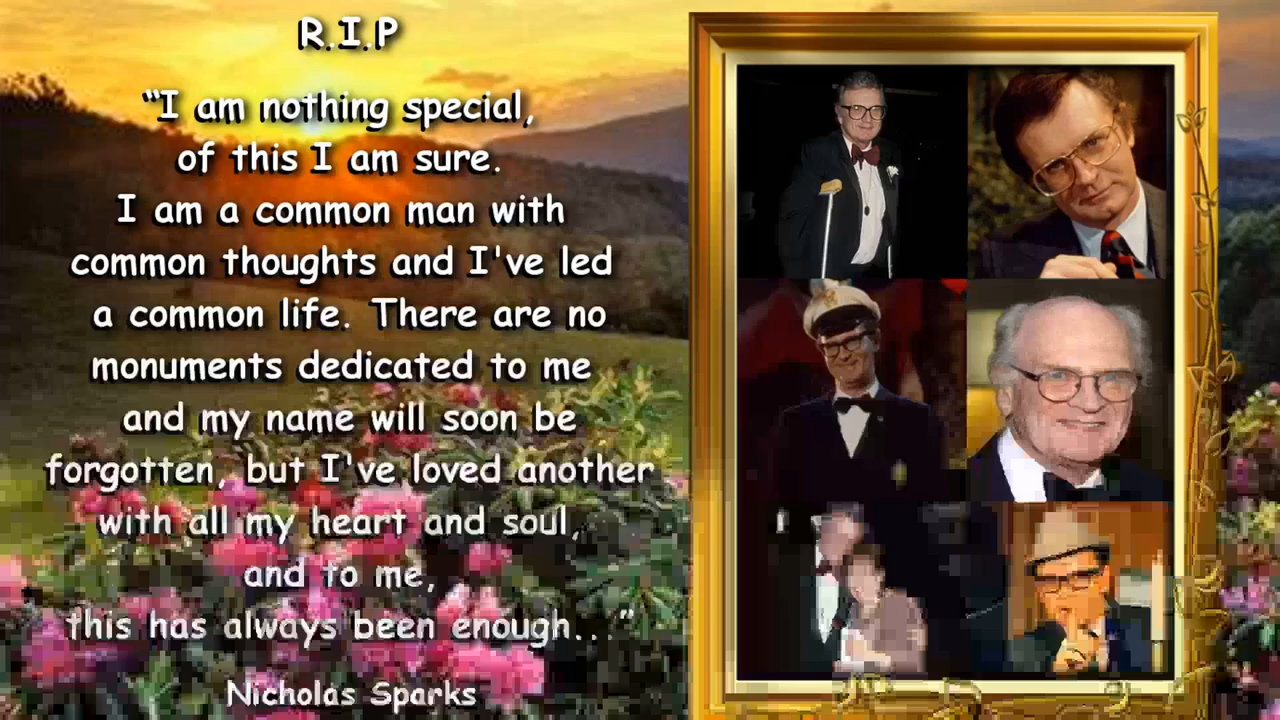 R.I.P
“I am nothing special,
of this I am sure.
I am a common man with
common thoughts and I've led
a common life. There are no
monuments dedicated to me
and my name will soon be
forgotten, but I've loved another
with all my heart and soul,
and to me,
this has always been enough...”
Nicholas Sparks